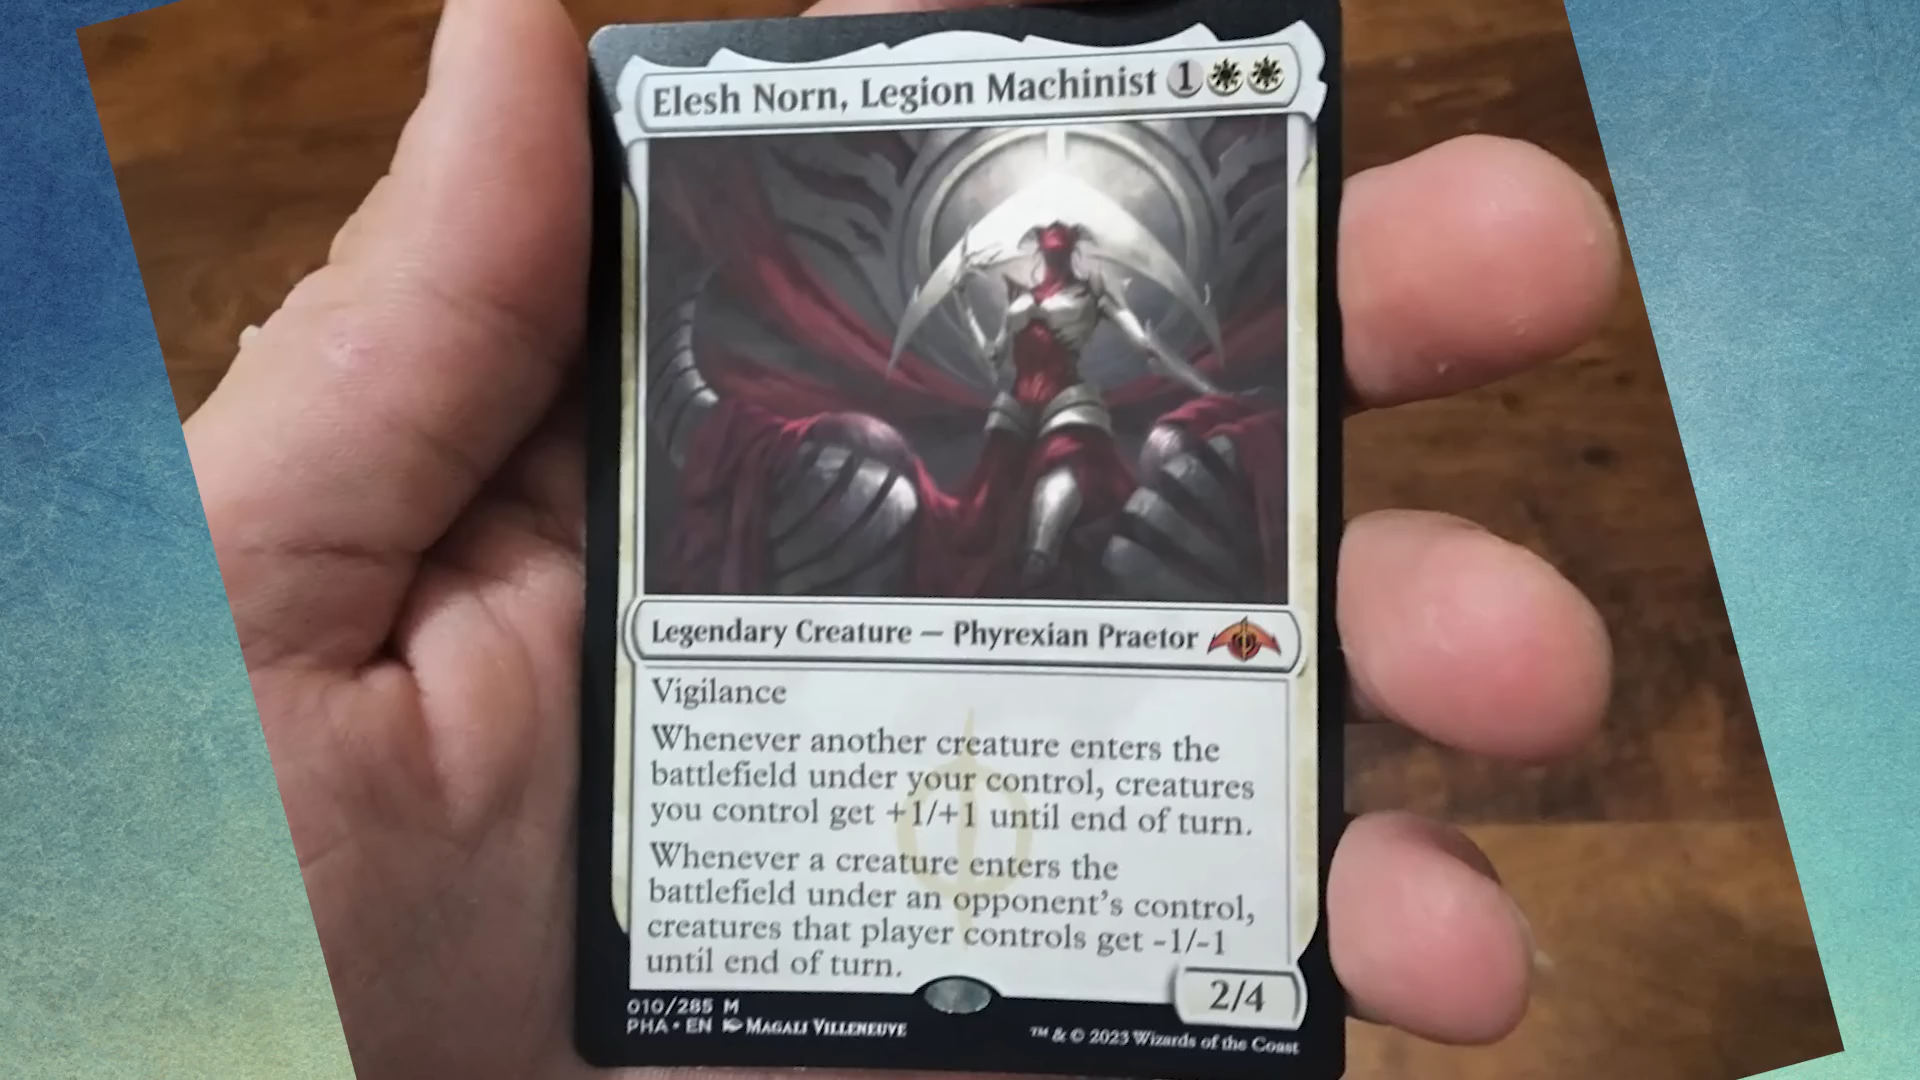 Elesh Norn, Legion Machinist 1
Legendary Creature — Phyrexian Praetor
Vigilance
Whenever another creature enters the
battlefield under your control, creatures
you control get +1/+1 until end of turn.
Whenever a creature enters the
battlefield under an opponent's control,
creatures that player controls get -1/-1
until end of turn.
2/4
010/285 M
PHA • EN Magali Villeneuve
™ & © 2023 Wizards of the Coast